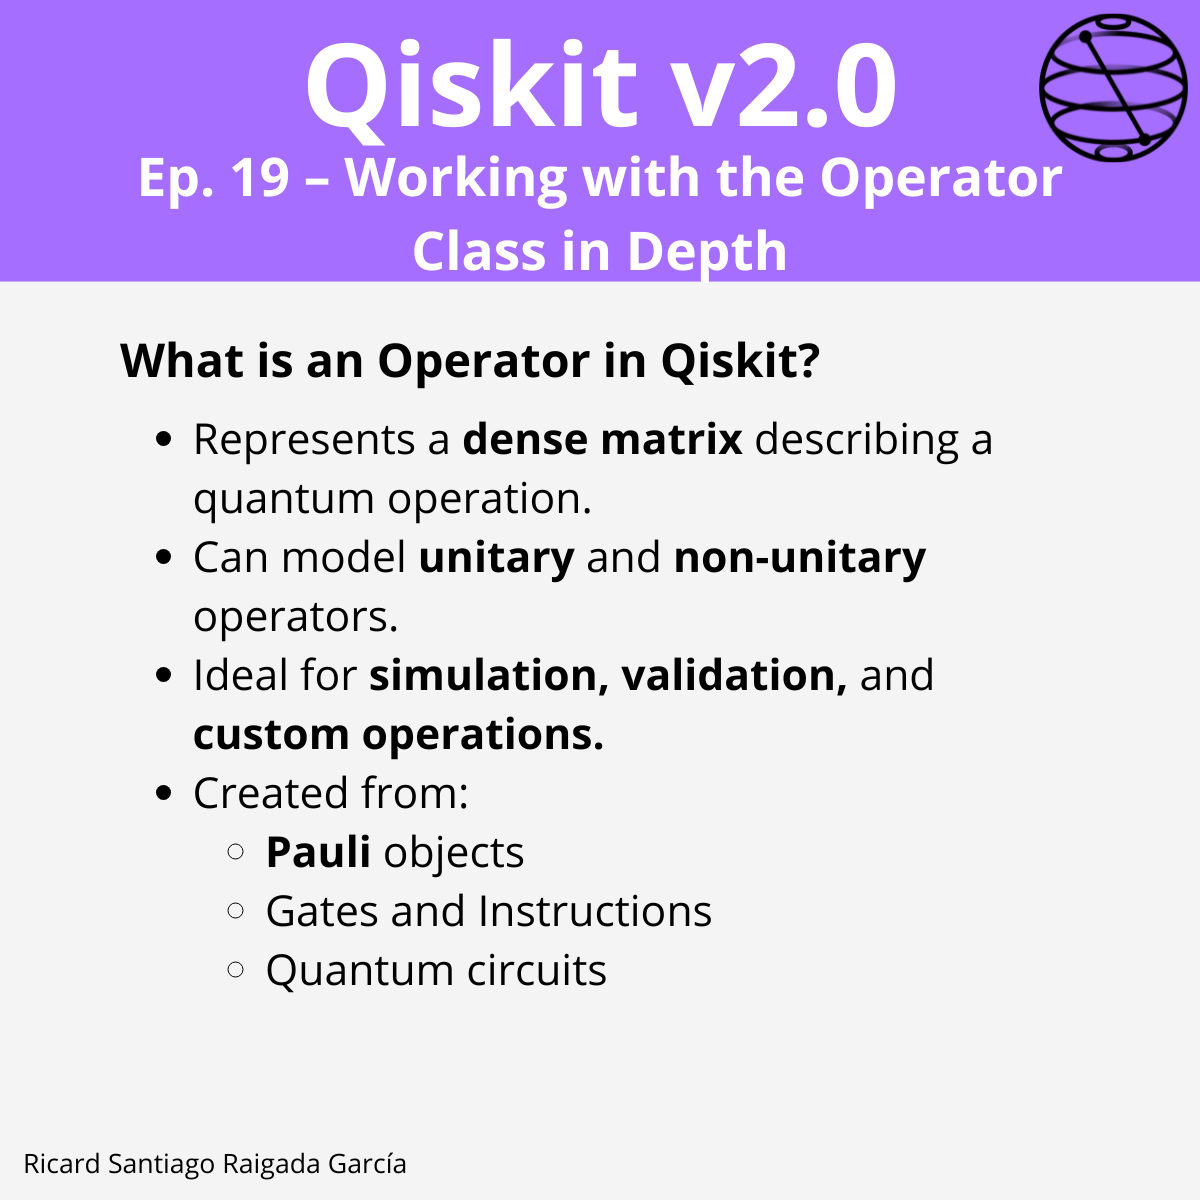 Qiskit v2.0
Ep. 19 – Working with the Operator
Class in Depth
What is an Operator in Qiskit?
• Represents a dense matrix describing a
quantum operation.
• Can model unitary and non-unitary
operators.
• Ideal for simulation, validation, and
custom operations.
• Created from:
○ Pauli objects
○ Gates and Instructions
○ Quantum circuits
Ricard Santiago Raigada García